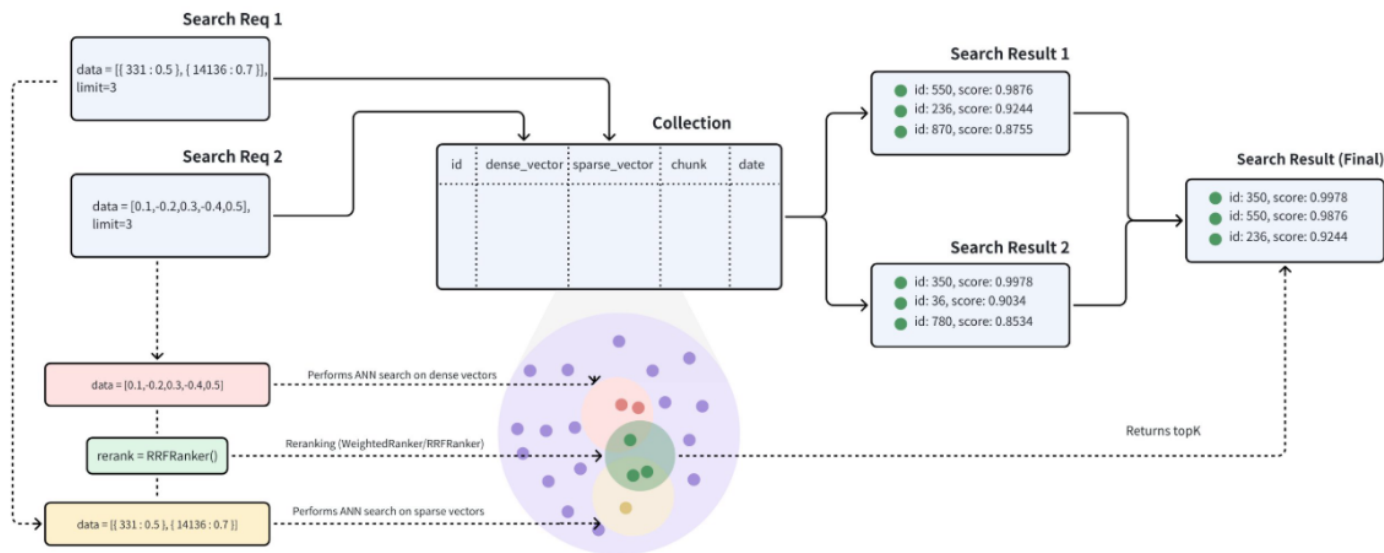 Search Req 1
data = [[{ 331 : 0.5 }, { 14136 : 0.7 }]],
limit=3
Search Req 2
data = [0.1,-0.2,0.3,-0.4,0.5],
limit=3
Collection
id dense_vector sparse_vector chunk date
Search Result 1
id: 550, score: 0.9876
id: 236, score: 0.9244
id: 870, score: 0.8755
Search Result 2
id: 350, score: 0.9978
id: 36, score: 0.9034
id: 780, score: 0.8534
Search Result (Final)
id: 350, score: 0.9978
id: 550, score: 0.9876
id: 236, score: 0.9244
data = [0.1,-0.2,0.3,-0.4,0.5]
Performs ANN search on dense vectors
rerank = RRFRanker()
Reranking (WeightedRanker/RRFRanker)
Returns topK
data = [[{ 331 : 0.5 }, { 14136 : 0.7 }]]
Performs ANN search on sparse vectors